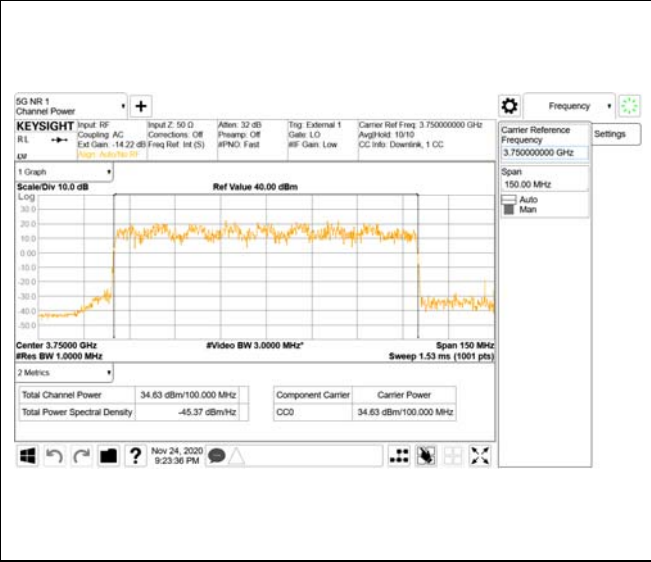 5G NR 1
Channel Power
Frequency
KEYSIGHT
Input: RF
Input Z: 50 Ω
Atten: 32 dB
Trig: External 1
Carrier Ref Freq: 3.750000000 GHz
RL
Coupling: AC
Corrections: Off
Preamp: Off
Gate: LO
Avg|Hold: 10/10
Ext Gain: -14.22 dB
Freq Ref: Int (S)
#PNO: Fast
#IF Gain: Low
CC Info: Downlink, 1 CC
Align: Auto/No RF
Carrier Reference
Frequency
3.750000000 GHz
Settings
Span
150.00 MHz
Auto
Man
1 Graph
Scale/Div 10.0 dB
Ref Value 40.00 dBm
Log
30.0
20.0
10.0
0.00
-10.0
-20.0
-30.0
-40.0
-50.0
Center 3.75000 GHz
#Video BW 3.0000 MHz*
Span 150 MHz
#Res BW 1.0000 MHz
Sweep 1.53 ms (1001 pts)
2 Metrics
Total Channel Power
34.63 dBm/100.000 MHz
Component Carrier
Carrier Power
Total Power Spectral Density
-45.37 dBm/Hz
CC0
34.63 dBm/100.000 MHz
?
Nov 24, 2020
9:23:36 PM